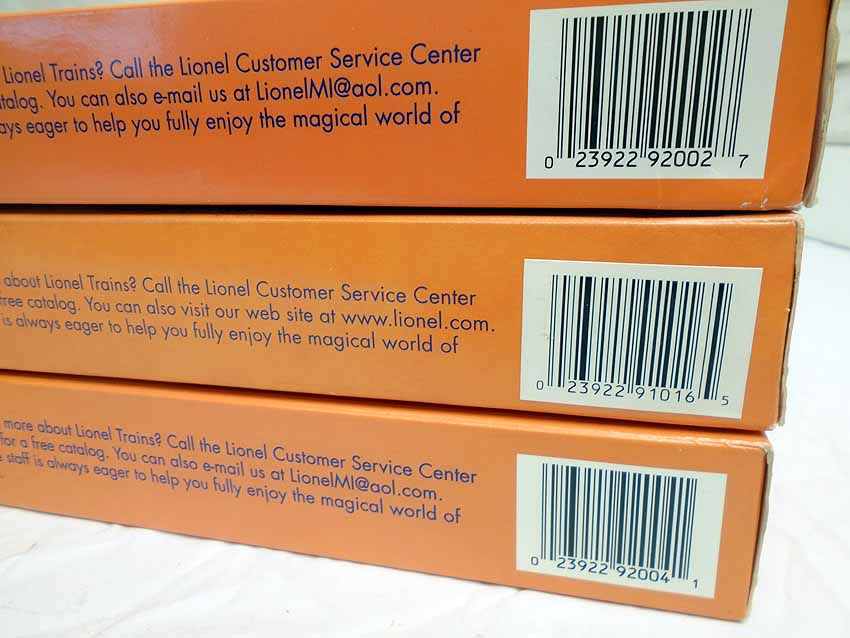 Lionel Trains? Call the Lionel Customer Service Center
talog. You can also e-mail us at LionelMI@aol.com.
ays eager to help you fully enjoy the magical world of
0 23922 92002 7
about Lionel Trains? Call the Lionel Customer Service Center
free catalog. You can also visit our web site at www.lionel.com.
is always eager to help you fully enjoy the magical world of
0 23922 91016 5
more about Lionel Trains? Call the Lionel Customer Service Center
for a free catalog. You can also e-mail us at LionelMI@aol.com.
staff is always eager to help you fully enjoy the magical world of
0 23922 92004 1